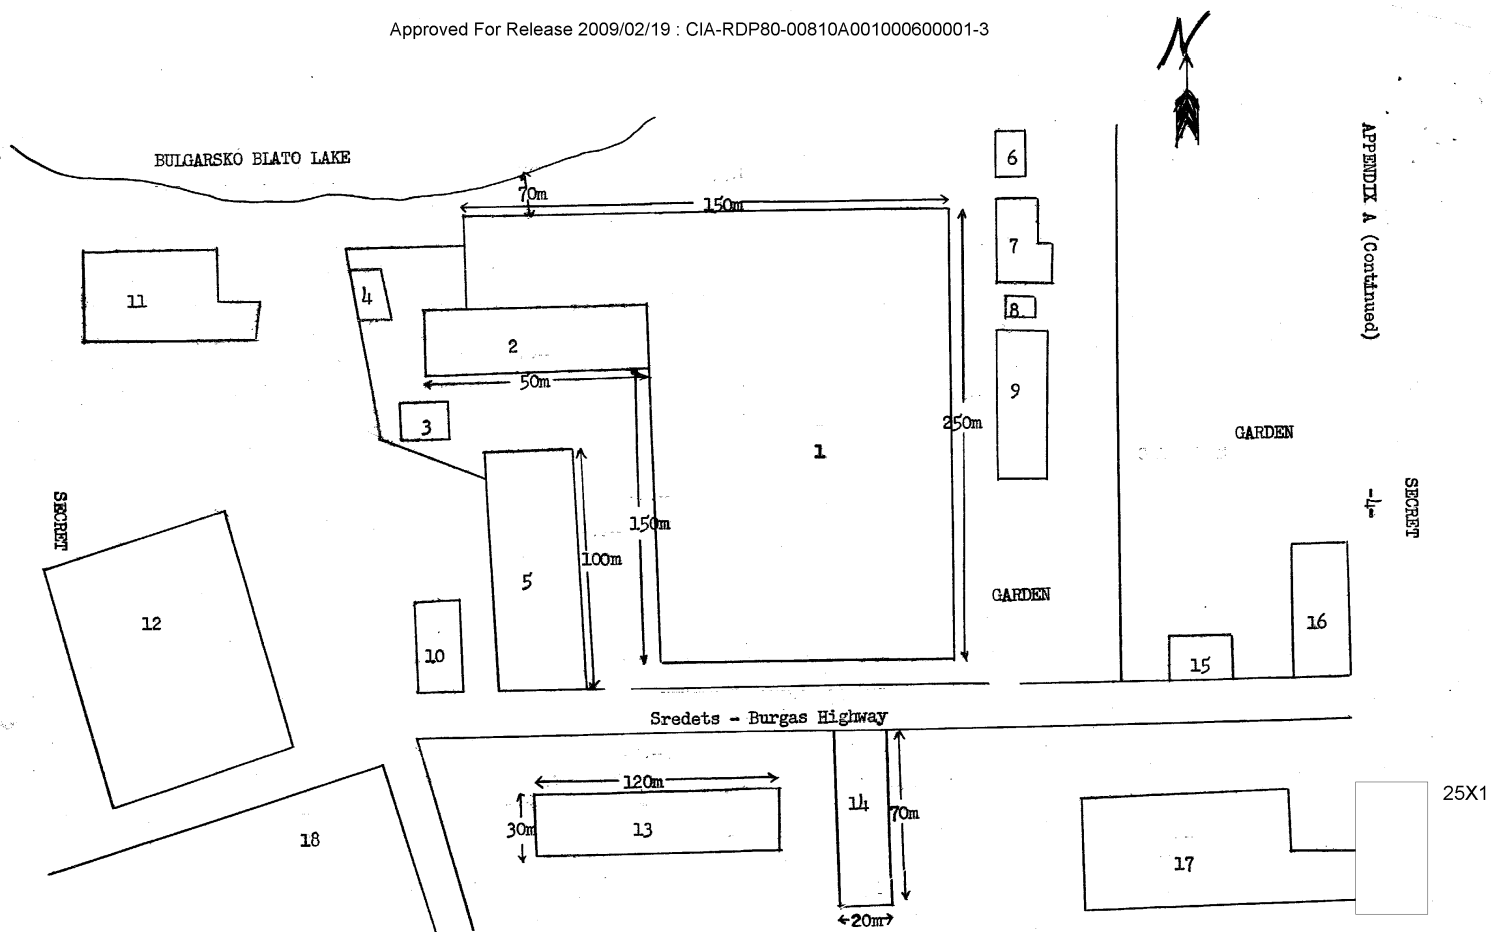 Approved For Release 2009/02/19 : CIA-RDP80-00810A001000600001-3
N
BULGARSKO BLATO LAKE
70m
150m
6
7
8
9
11
4
2
50m
3
1
250m
GARDEN
APPENDIX A (Continued)
-4-
SECRET
SECRET
150m
100m
5
12
10
GARDEN
16
15
Sredets - Burgas Highway
120m
30m
13
14
70m
20m
17
18
25X1